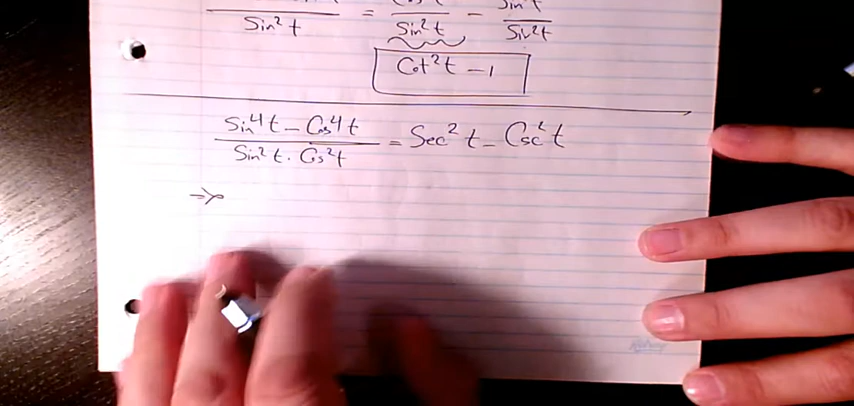 Sin² t = Sin² t - Sin² t
Cot² t - 1
Sin⁴ t - Cos⁴ t / Sin² t . Cos² t = Sec² t - Csc² t
→